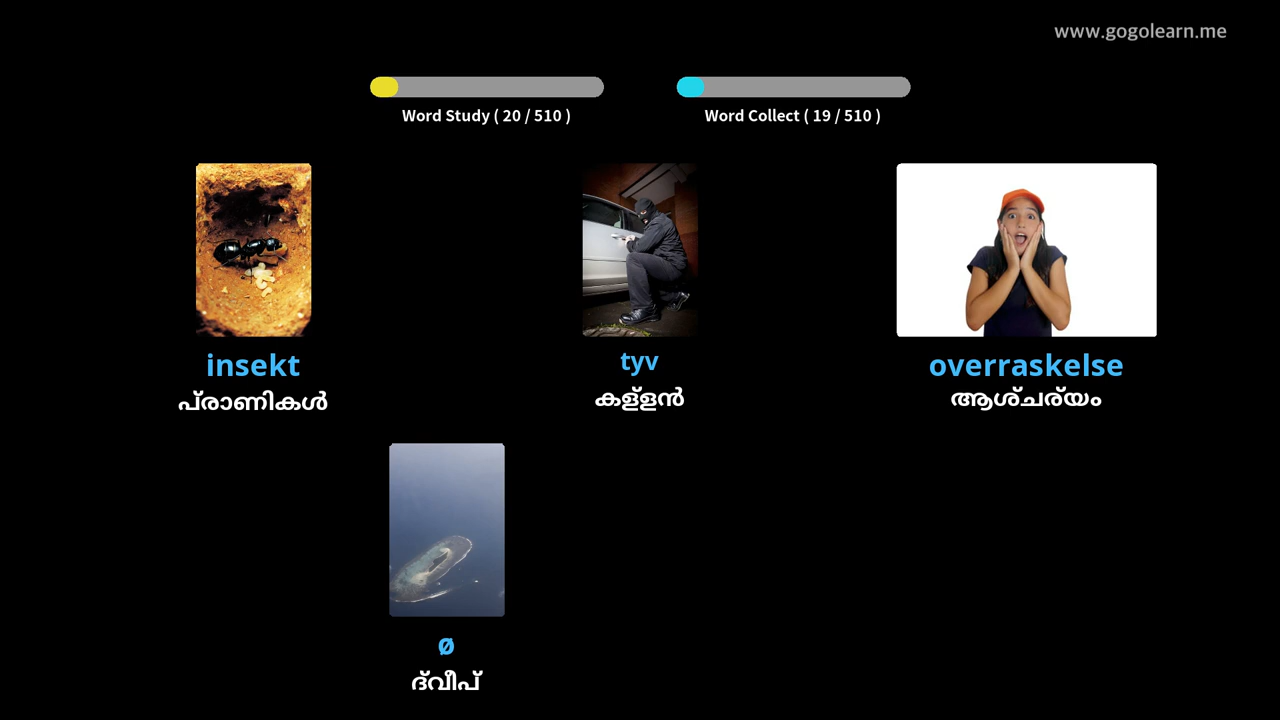 www.gogolearn.me
Word Study ( 20 / 510 )
Word Collect ( 19 / 510 )
insekt
tyv
overraskelse
പ്രാണികൾ
കള്ളൻ
ആശ്ചര്യം
ø
ദ്വീപ്